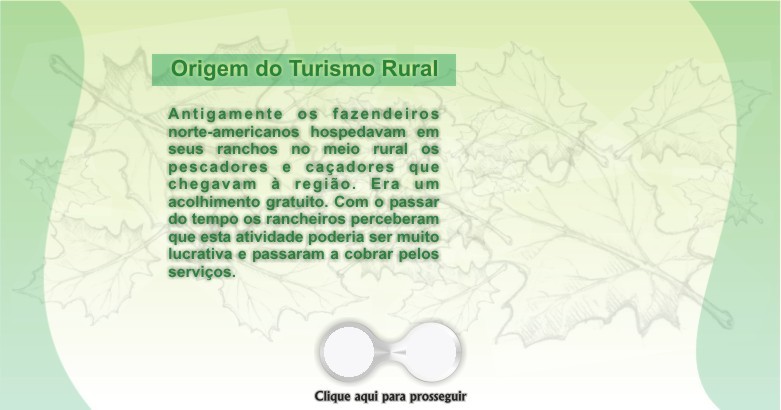 Origem do Turismo Rural
Antigamente os fazendeiros
norte-americanos hospedavam em
seus ranchos no meio rural os
pescadores e caçadores que
chegavam à região. Era um
acolhimento gratuito. Com o passar
do tempo os rancheiros perceberam
que esta atividade poderia ser muito
lucrativa e passaram a cobrar pelos
serviços.
Clique aqui para prosseguir